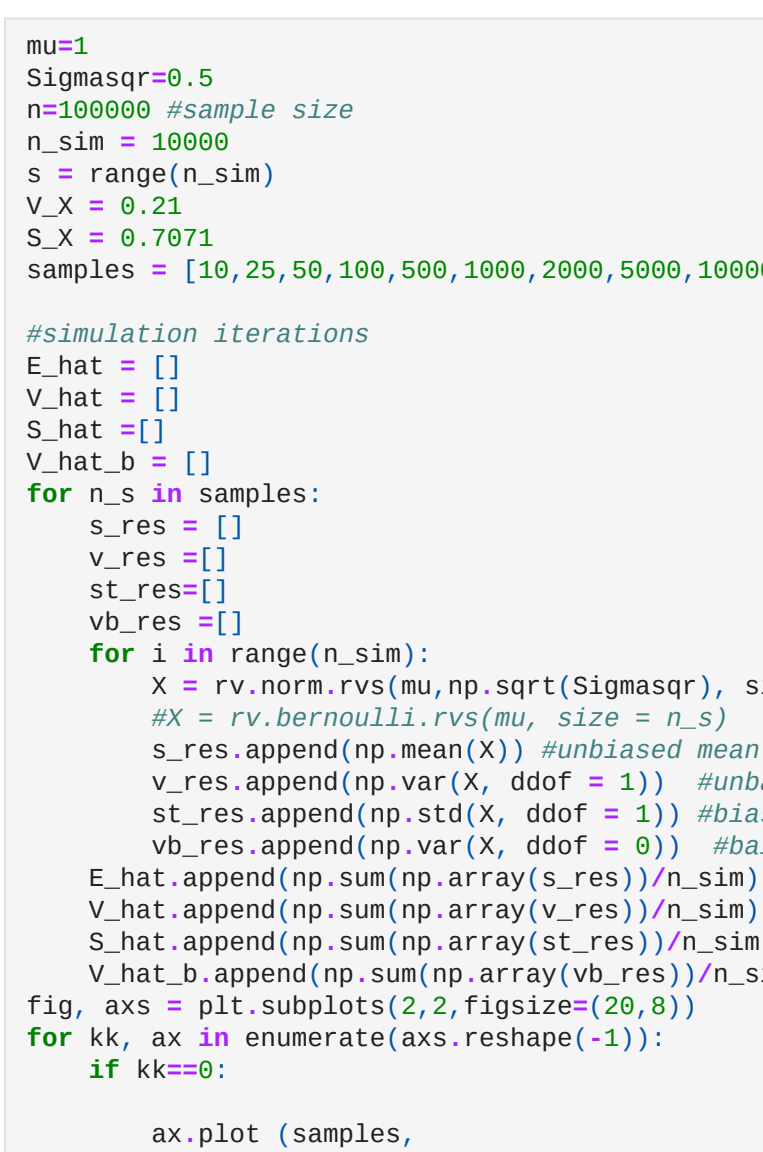 mu=1
Sigmasqr=0.5
n=100000 #sample size
n_sim = 10000
s = range(n_sim)
V_X = 0.21
S_X = 0.7071
samples = [10,25,50,100,500,1000,2000,5000,10000
#simulation iterations
E_hat = []
V_hat = []
S_hat =[]
V_hat_b = []
for n_s in samples:
    s_res = []
    v_res =[]
    st_res=[]
    vb_res =[]
    for i in range(n_sim):
        X = rv.norm.rvs(mu,np.sqrt(Sigmasqr), si
        #X = rv.bernoulli.rvs(mu, size = n_s)
        s_res.append(np.mean(X)) #unbiased mean
        v_res.append(np.var(X, ddof = 1))  #unba
        st_res.append(np.std(X, ddof = 1)) #bias
        vb_res.append(np.var(X, ddof = 0))  #bai
    E_hat.append(np.sum(np.array(s_res))/n_sim)
    V_hat.append(np.sum(np.array(v_res))/n_sim)
    S_hat.append(np.sum(np.array(st_res))/n_sim
    V_hat_b.append(np.sum(np.array(vb_res))/n_si
fig, axs = plt.subplots(2,2,figsize=(20,8))
for kk, ax in enumerate(axs.reshape(-1)):
    if kk==0:
        ax.plot (samples,